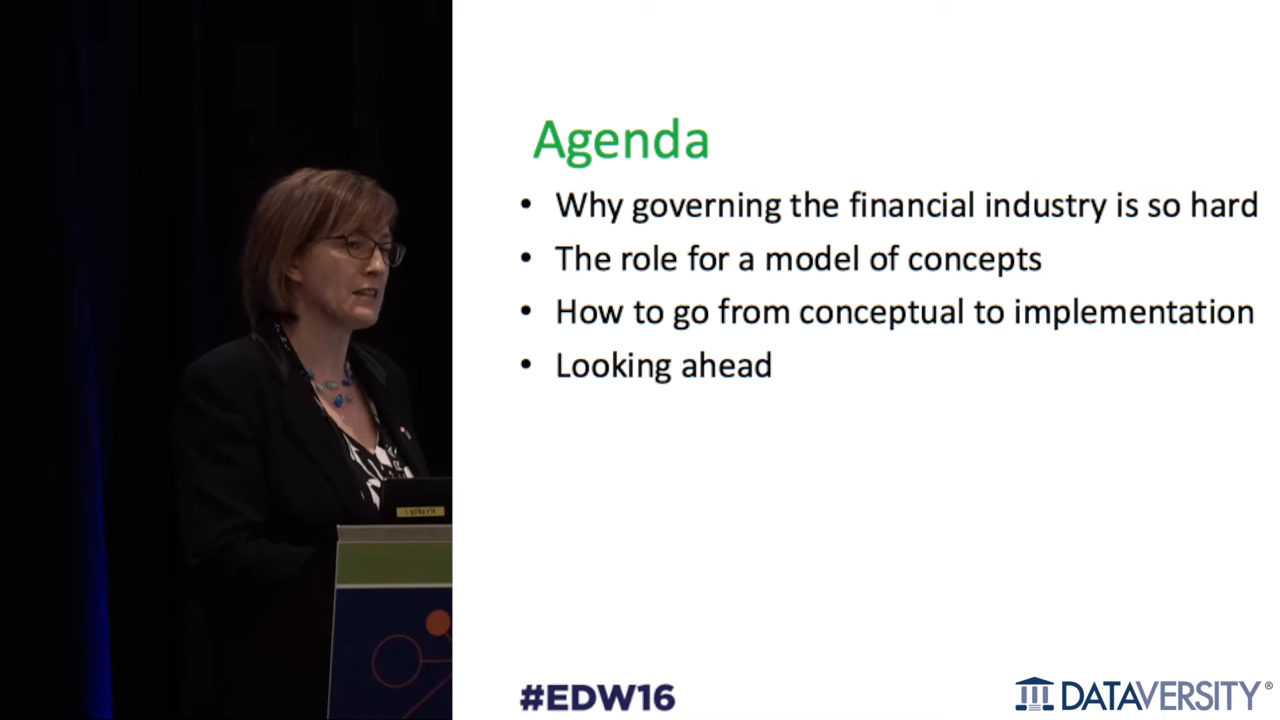 Agenda
• Why governing the financial industry is so hard
• The role for a model of concepts
• How to go from conceptual to implementation
• Looking ahead
#EDW16
DATAVERSITY®